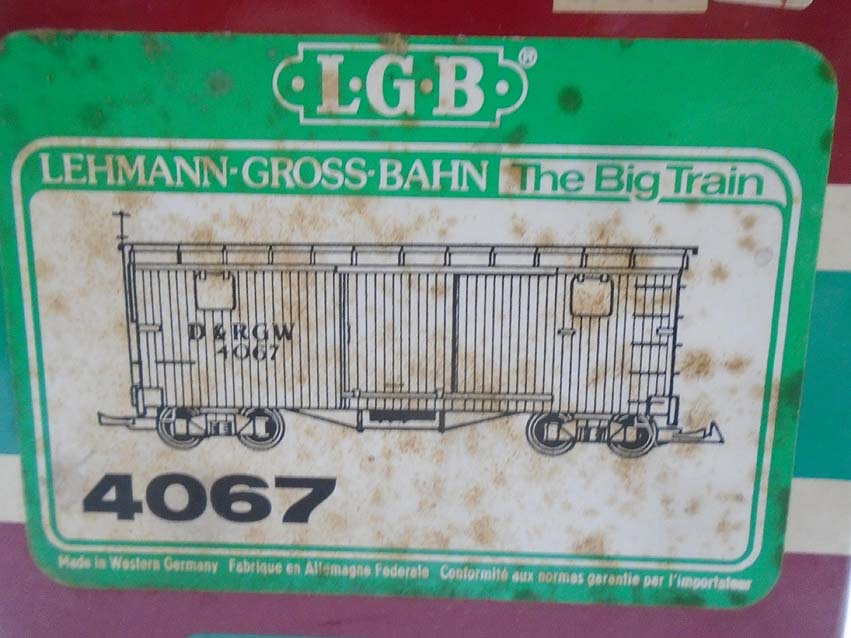 L·G·B®
LEHMANN-GROSS-BAHN The Big Train
D & RGW
4067
4067
Made in Western Germany Fabrique en Allemagne Federale Conformité aux normes garantie par l'importateur